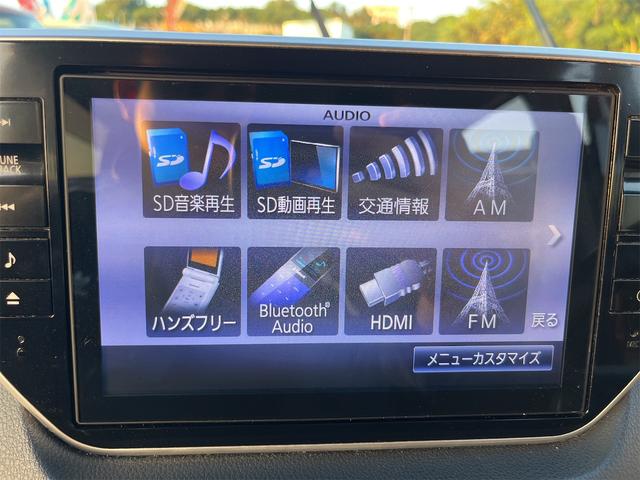 AUDIO
SD
SD
SD音楽再生
SD動画再生
交通情報
AM
ハンズフリー
Bluetooth®
Audio
HDMI
FM
戻る
メニューカスタマイズ